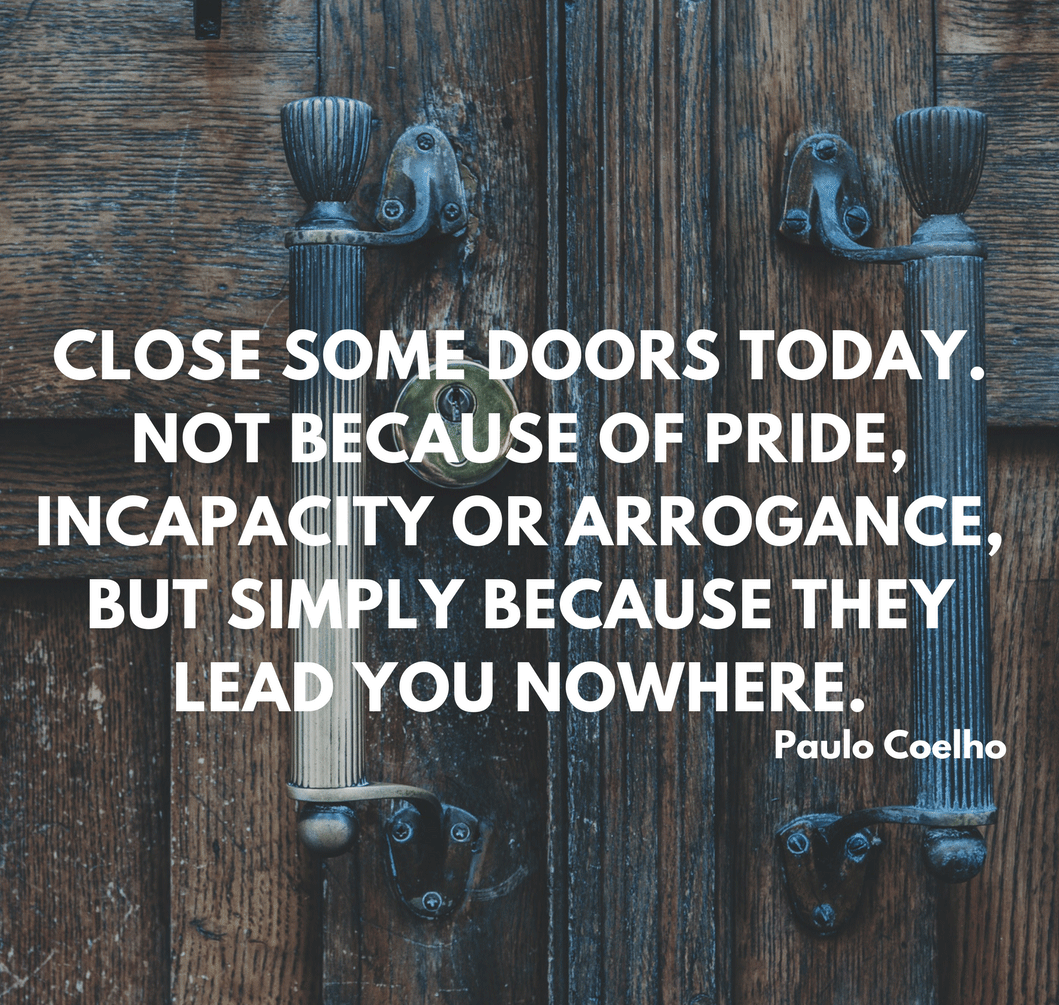 CLOSE SOME DOORS TODAY.
NOT BECAUSE OF PRIDE,
INCAPACITY OR ARROGANCE,
BUT SIMPLY BECAUSE THEY
LEAD YOU NOWHERE.
Paulo Coelho